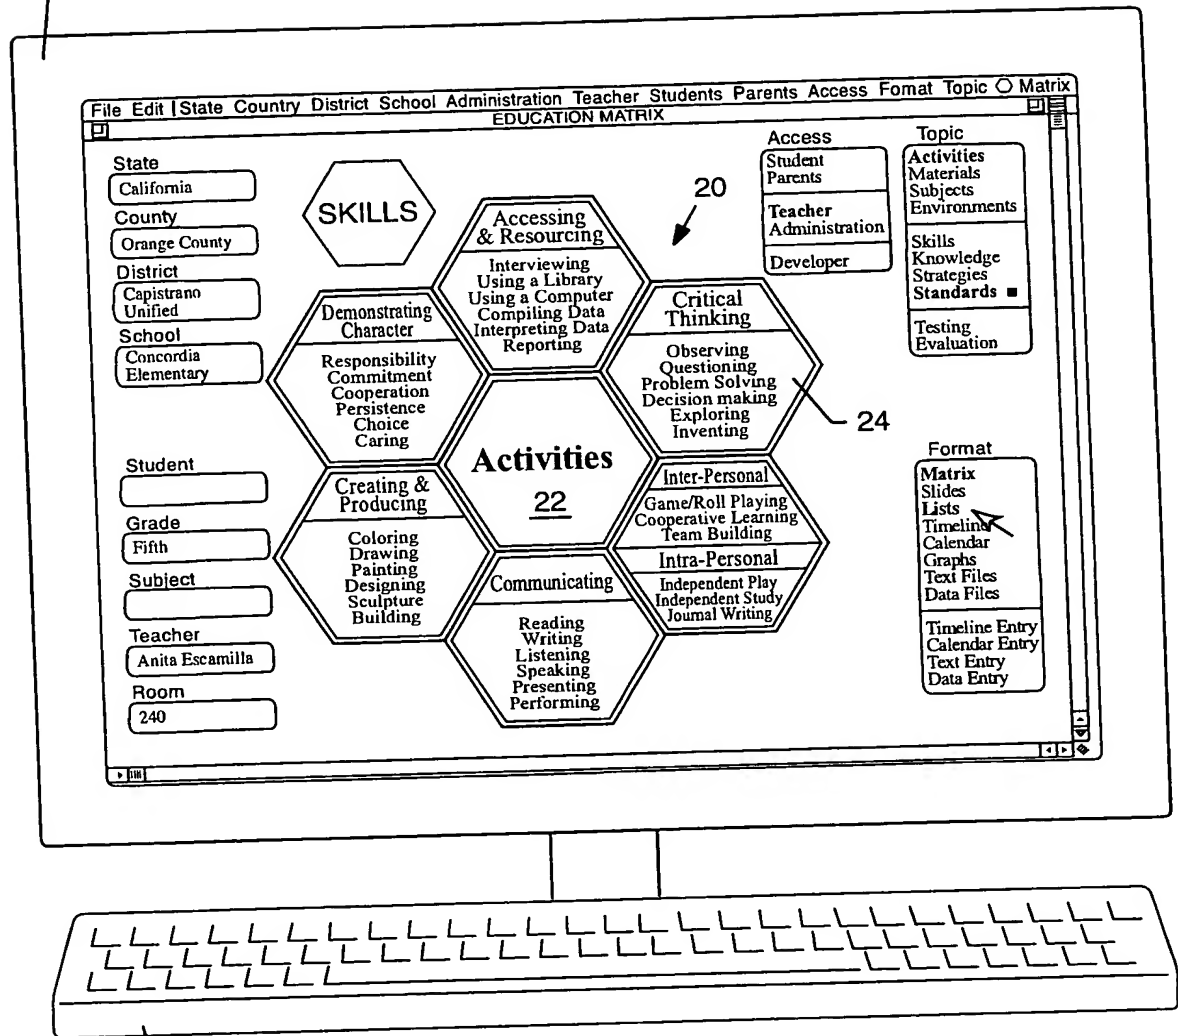 File Edit | State Country District School Administration Teacher Students Parents Access Fomat Topic Matrix
EDUCATION MATRIX
State
California
County
Orange County
District
Capistrano
Unified
School
Concordia
Elementary
Student
Grade
Fifth
Subject
Teacher
Anita Escamilla
Room
240
SKILLS
Accessing
& Resourcing
Interviewing
Using a Library
Using a Computer
Compiling Data
Interpreting Data
Reporting
Demonstrating
Character
Responsibility
Commitment
Cooperation
Persistence
Choice
Caring
Critical
Thinking
Observing
Questioning
Problem Solving
Decision making
Exploring
Inventing
Activities
22
Creating &
Producing
Coloring
Drawing
Painting
Designing
Sculpture
Building
Inter-Personal
Game/Roll Playing
Cooperative Learning
Team Building
Intra-Personal
Independent Play
Independent Study
Journal Writing
Communicating
Reading
Writing
Listening
Speaking
Presenting
Performing
20
24
Access
Student
Parents
Teacher
Administration
Developer
Topic
Activities
Materials
Subjects
Environments
Skills
Knowledge
Strategies
Standards
Testing
Evaluation
Format
Matrix
Slides
Lists
Timeline
Calendar
Graphs
Text Files
Data Files
Timeline Entry
Calendar Entry
Text Entry
Data Entry